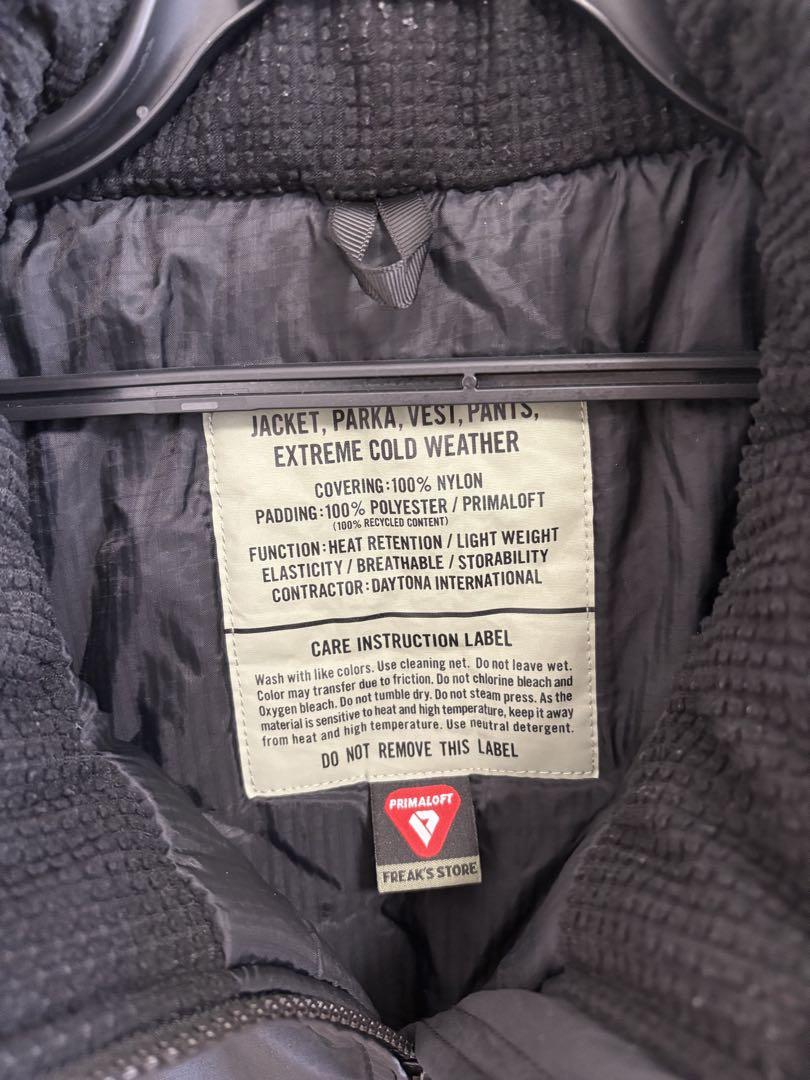 JACKET, PARKA, VEST, PANTS,
EXTREME COLD WEATHER
COVERING:100% NYLON
PADDING:100% POLYESTER / PRIMALOFT
(100% RECYCLED CONTENT)
FUNCTION:HEAT RETENTION / LIGHT WEIGHT
ELASTICITY / BREATHABLE / STORABILITY
CONTRACTOR:DAYTONA INTERNATIONAL
CARE INSTRUCTION LABEL
Wash with like colors. Use cleaning net. Do not leave wet.
Color may transfer due to friction. Do not chlorine bleach and
Oxygen bleach. Do not tumble dry. Do not steam press. As the
material is sensitive to heat and high temperature, keep it away
from heat and high temperature. Use neutral detergent.
DO NOT REMOVE THIS LABEL
PRIMALOFT
FREAK'S STORE